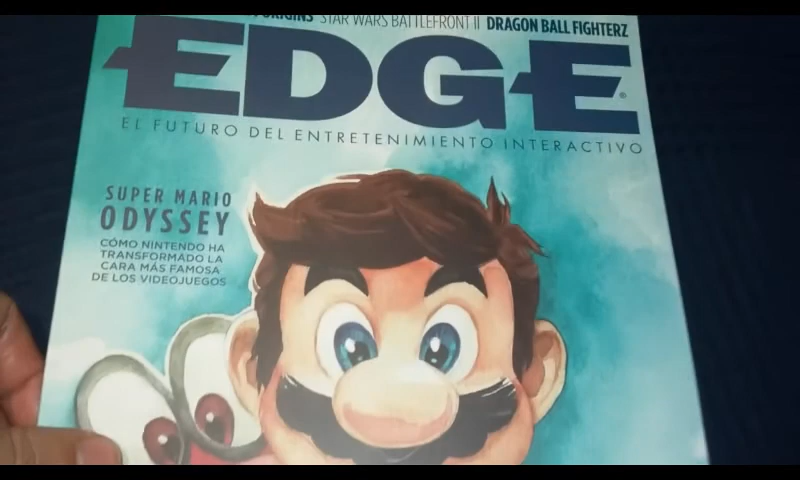 ORIGINS STAR WARS BATTLEFRONT II DRAGON BALL FIGHTERZ
EDGE®
EL FUTURO DEL ENTRETENIMIENTO INTERACTIVO
SUPER MARIO
ODYSSEY
CÓMO NINTENDO HA
TRANSFORMADO LA
CARA MÁS FAMOSA
DE LOS VIDEOJUEGOS